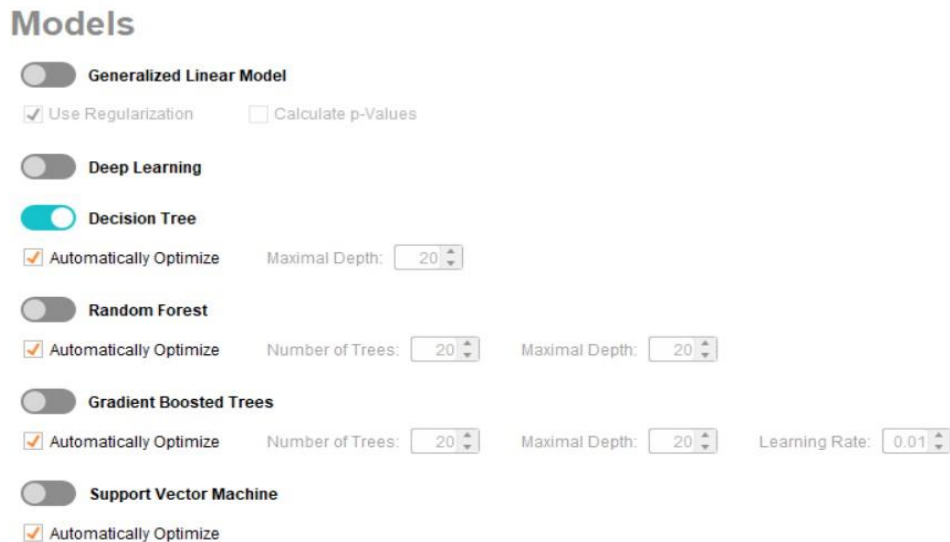 Models
Generalized Linear Model
Use Regularization Calculate p-Values
Deep Learning
Decision Tree
Automatically Optimize Maximal Depth: 20
Random Forest
Automatically Optimize Number of Trees: 20 Maximal Depth: 20
Gradient Boosted Trees
Automatically Optimize Number of Trees: 20 Maximal Depth: 20 Learning Rate: 0.01
Support Vector Machine
Automatically Optimize